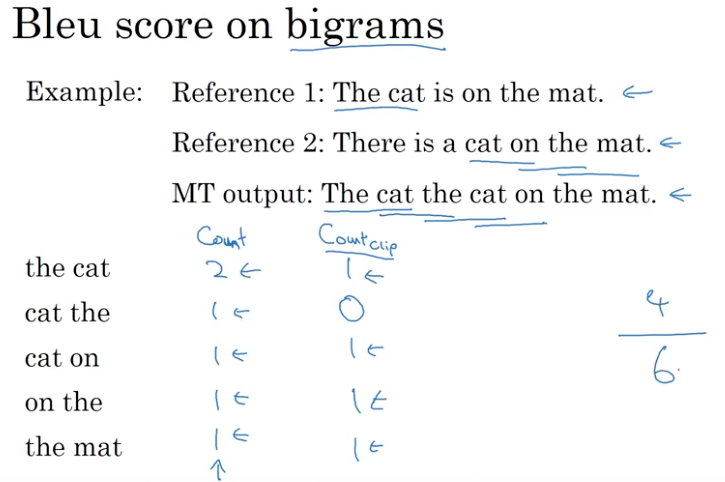 Bleu score on bigrams
Example: Reference 1: The cat is on the mat. ←
Reference 2: There is a cat on the mat. ←
MT output: The cat the cat on the mat. ←
Count Count clip
the cat 2 ← 1 ←
cat the 1 ← 0
cat on 1 ← 1 ←
on the 1 ← 1 ←
the mat 1 ← 1 ←
↑
4
6